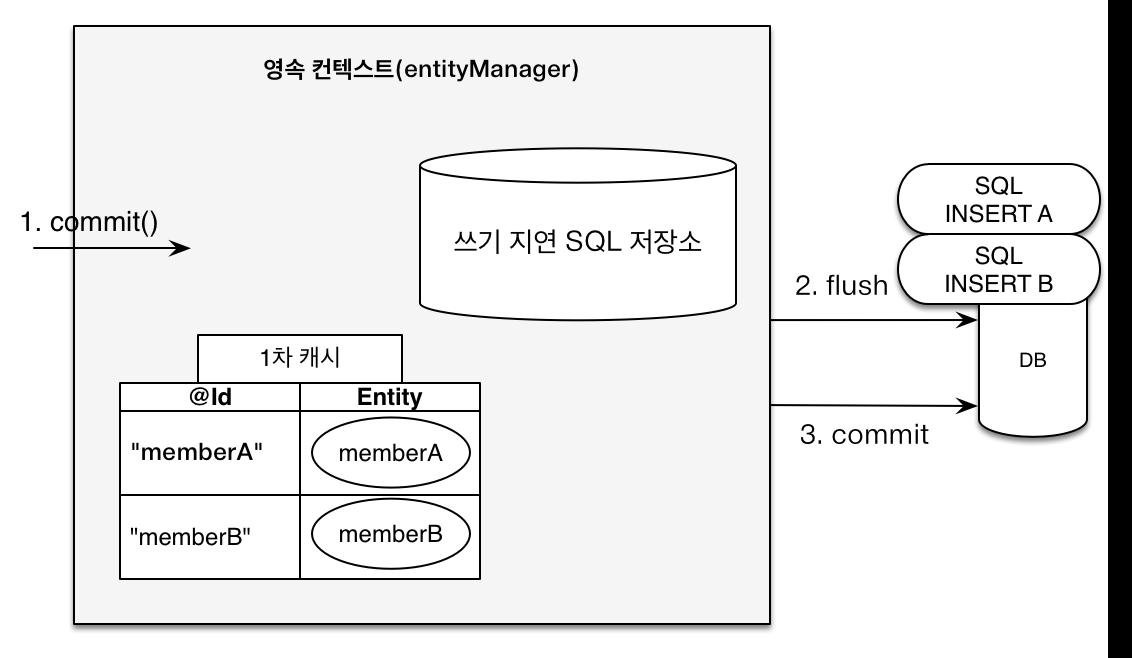 영속 컨텍스트(entityManager)
1. commit()
쓰기 지연 SQL 저장소
SQL
INSERT A
SQL
INSERT B
2. flush
DB
3. commit
1차 캐시
@Id Entity
"memberA" memberA
"memberB" memberB